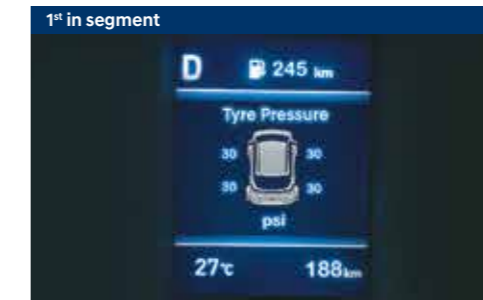 1st in segment
D 245 km
Tyre Pressure
30 30
30 30
psi
27℃ 188km